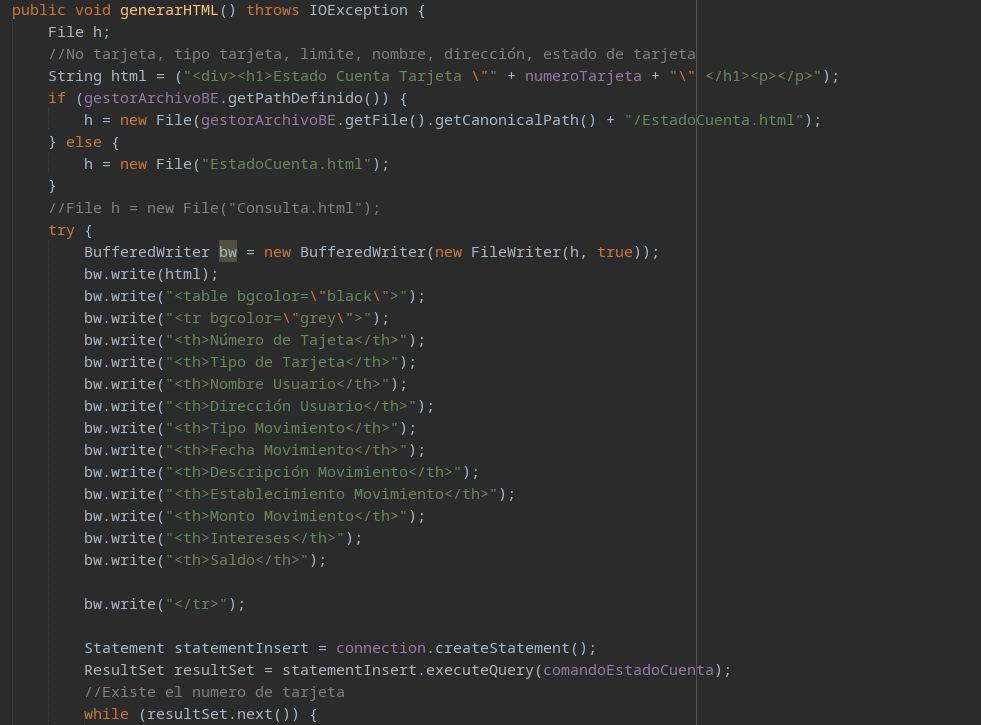 public void generarHTML() throws IOException {
    File h;
    //No tarjeta, tipo tarjeta, limite, nombre, dirección, estado de tarjeta
    String html = ("<div><h1>Estado Cuenta Tarjeta \"" + numeroTarjeta + "\" </h1><p></p>");
    if (gestorArchivoBE.getPathDefinido()) {
        h = new File(gestorArchivoBE.getFile().getCanonicalPath() + "/EstadoCuenta.html");
    } else {
        h = new File("EstadoCuenta.html");
    }
    //File h = new File("Consulta.html");
    try {
        BufferedWriter bw = new BufferedWriter(new FileWriter(h, true));
        bw.write(html);
        bw.write("<table bgcolor=\"black\">");
        bw.write("<tr bgcolor=\"grey\">");
        bw.write("<th>Número de Tajeta</th>");
        bw.write("<th>Tipo de Tarjeta</th>");
        bw.write("<th>Nombre Usuario</th>");
        bw.write("<th>Dirección Usuario</th>");
        bw.write("<th>Tipo Movimiento</th>");
        bw.write("<th>Fecha Movimiento</th>");
        bw.write("<th>Descripción Movimiento</th>");
        bw.write("<th>Establecimiento Movimiento</th>");
        bw.write("<th>Monto Movimiento</th>");
        bw.write("<th>Intereses</th>");
        bw.write("<th>Saldo</th>");
        bw.write("</tr>");
        Statement statementInsert = connection.createStatement();
        ResultSet resultSet = statementInsert.executeQuery(comandoEstadoCuenta);
        //Existe el numero de tarjeta
        while (resultSet.next()) {